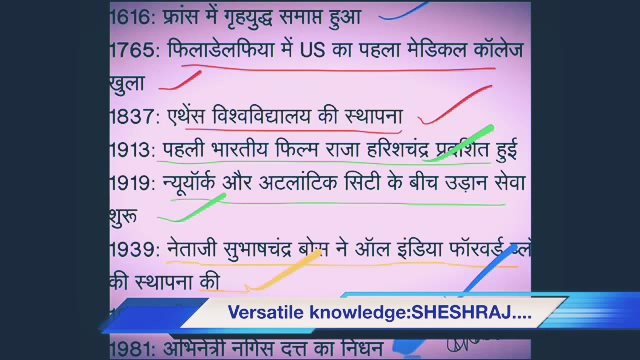 1616: फ्रांस में गृहयुद्ध समाप्त हुआ
1765: फिलाडेलफिया में US का पहला मेडिकल कॉलेज
खुला
1837: एथेंस विश्वविद्यालय की स्थापना
1913: पहली भारतीय फिल्म राजा हरिशचंद्र प्रदर्शित हुई
1919: न्यूयॉर्क और अटलांटिक सिटी के बीच उड़ान सेवा
शुरू
1939: नेताजी सुभाषचंद्र बोस ने ऑल इंडिया फॉरवर्ड
की स्थापना की
Versatile knowledge:SHESHRAJ....
1981: अभिनेत्री नर्गिस दत्त का निधन